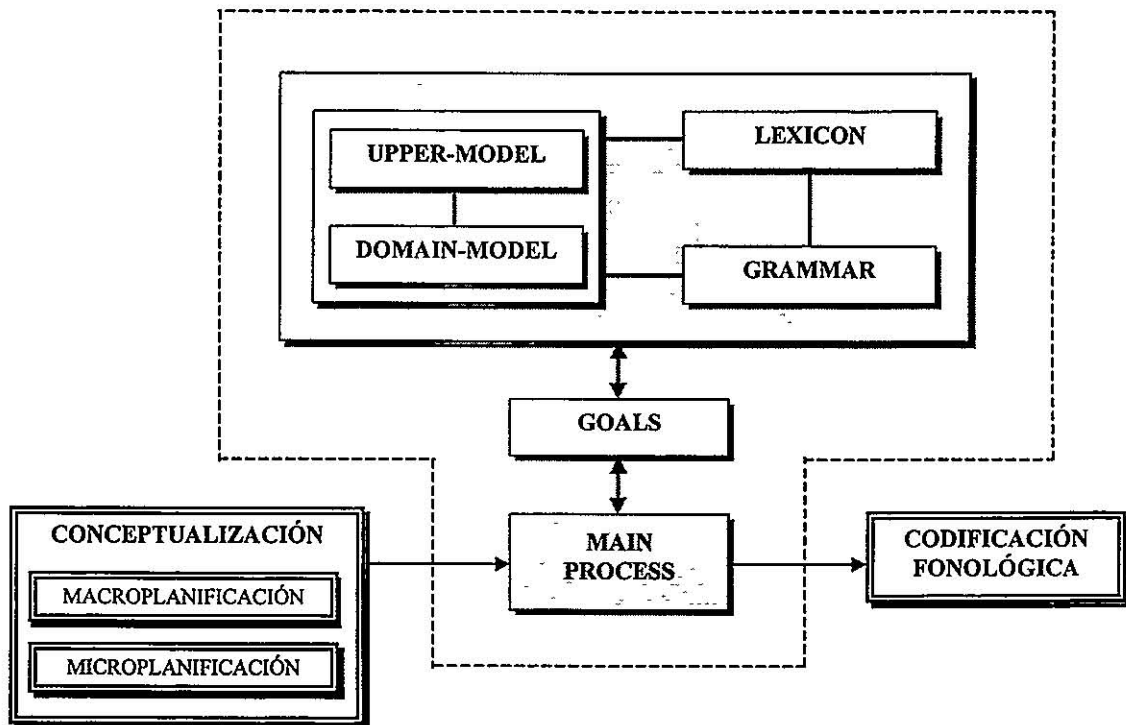 UPPER-MODEL
LEXICON
DOMAIN-MODEL
GRAMMAR
GOALS
CONCEPTUALIZACIÓN
MACROPLANIFICACIÓN
MICROPLANIFICACIÓN
MAIN
PROCESS
CODIFICACIÓN
FONOLÓGICA